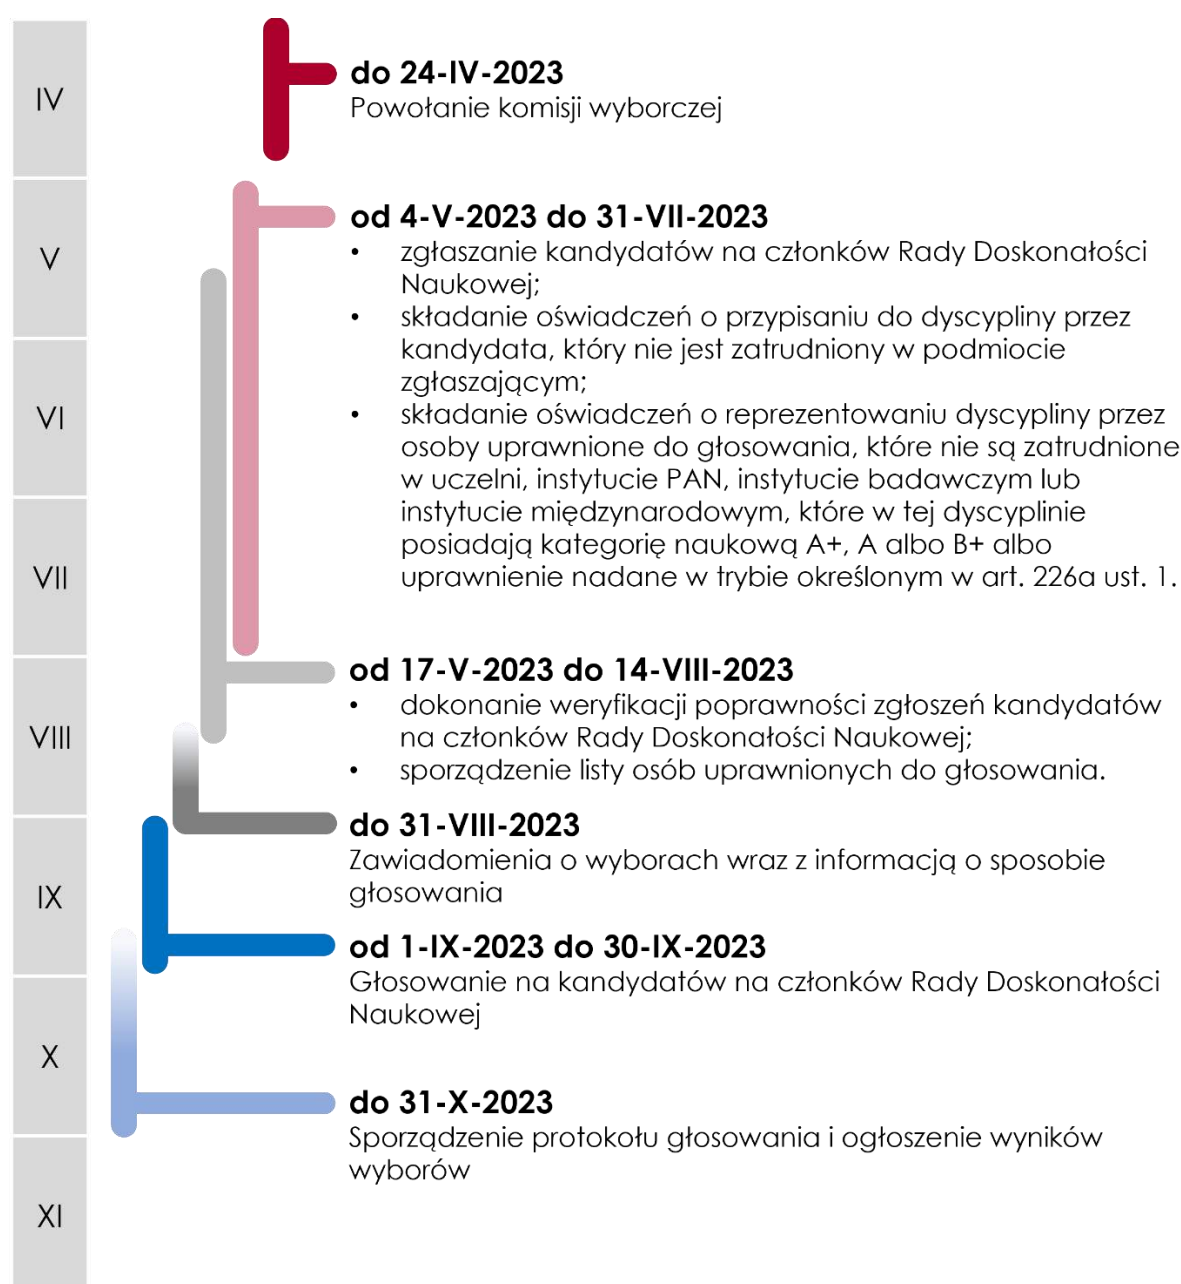 IV
do 24-IV-2023
Powołanie komisji wyborczej
V
od 4-V-2023 do 31-VII-2023
• zgłaszanie kandydatów na członków Rady Doskonałości
Naukowej;
• składanie oświadczeń o przypisaniu do dyscypliny przez
kandydata, który nie jest zatrudniony w podmiocie
zgłaszającym;
VI
• składanie oświadczeń o reprezentowaniu dyscypliny przez
osoby uprawnione do głosowania, które nie są zatrudnione
w uczelni, instytucie PAN, instytucie badawczym lub
instytucie międzynarodowym, które w tej dyscyplinie
posiadają kategorię naukową A+, A albo B+ albo
uprawnienie nadane w trybie określonym w art. 226a ust. 1.
VII
od 17-V-2023 do 14-VIII-2023
• dokonanie weryfikacji poprawności zgłoszeń kandydatów
na członków Rady Doskonałości Naukowej;
VIII
• sporządzenie listy osób uprawnionych do głosowania.
do 31-VIII-2023
Zawiadomienia o wyborach wraz z informacją o sposobie
głosowania
IX
od 1-IX-2023 do 30-IX-2023
Głosowanie na kandydatów na członków Rady Doskonałości
Naukowej
X
do 31-X-2023
Sporządzenie protokołu głosowania i ogłoszenie wyników
wyborów
XI